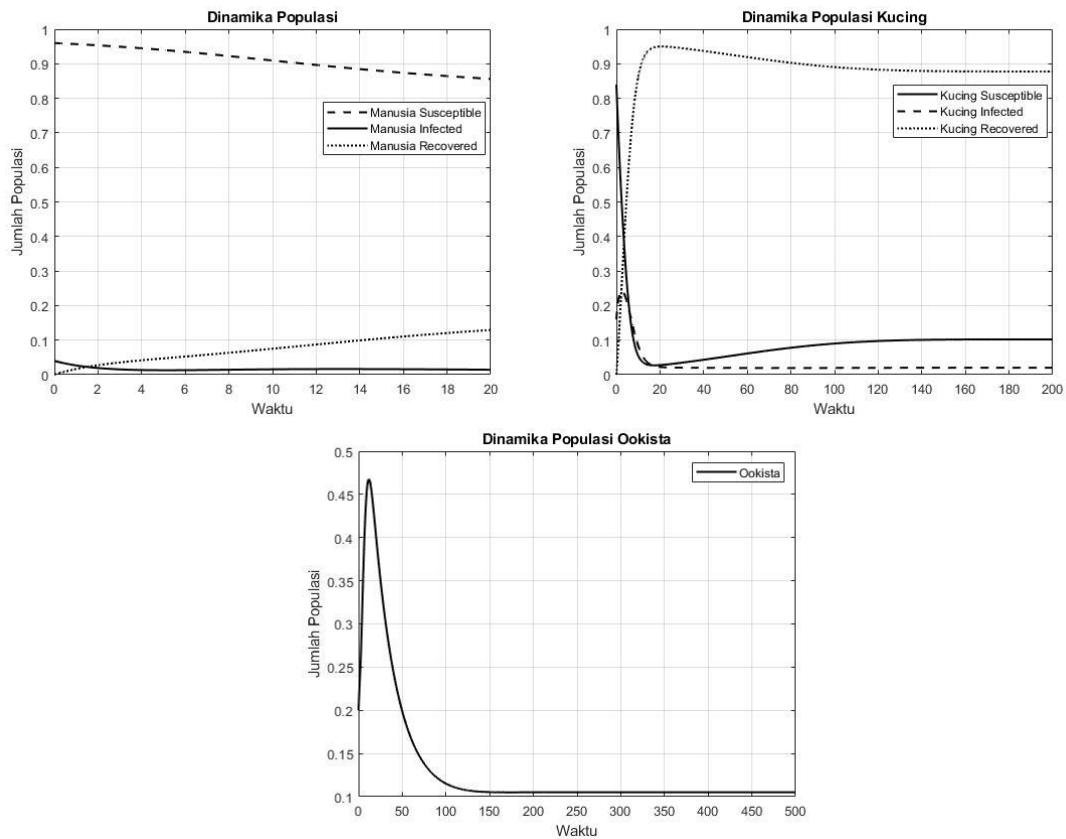 Dinamika Populasi
1
0.9
0.8
0.7
0.6
0.5
0.4
0.3
0.2
0.1
0
Jumlah Populasi
Manusia Susceptible
Manusia Infected
Manusia Recovered
0 2 4 6 8 10 12 14 16 18 20
Waktu
Dinamika Populasi Kucing
1
0.9
0.8
0.7
0.6
0.5
0.4
0.3
0.2
0.1
0
Jumlah Populasi
Kucing Susceptible
Kucing Infected
Kucing Recovered
0 20 40 60 80 100 120 140 160 180 200
Waktu
Dinamika Populasi Ookista
0.5
0.45
0.4
0.35
0.3
0.25
0.2
0.15
0.1
Jumlah Populasi
Ookista
0 50 100 150 200 250 300 350 400 450 500
Waktu